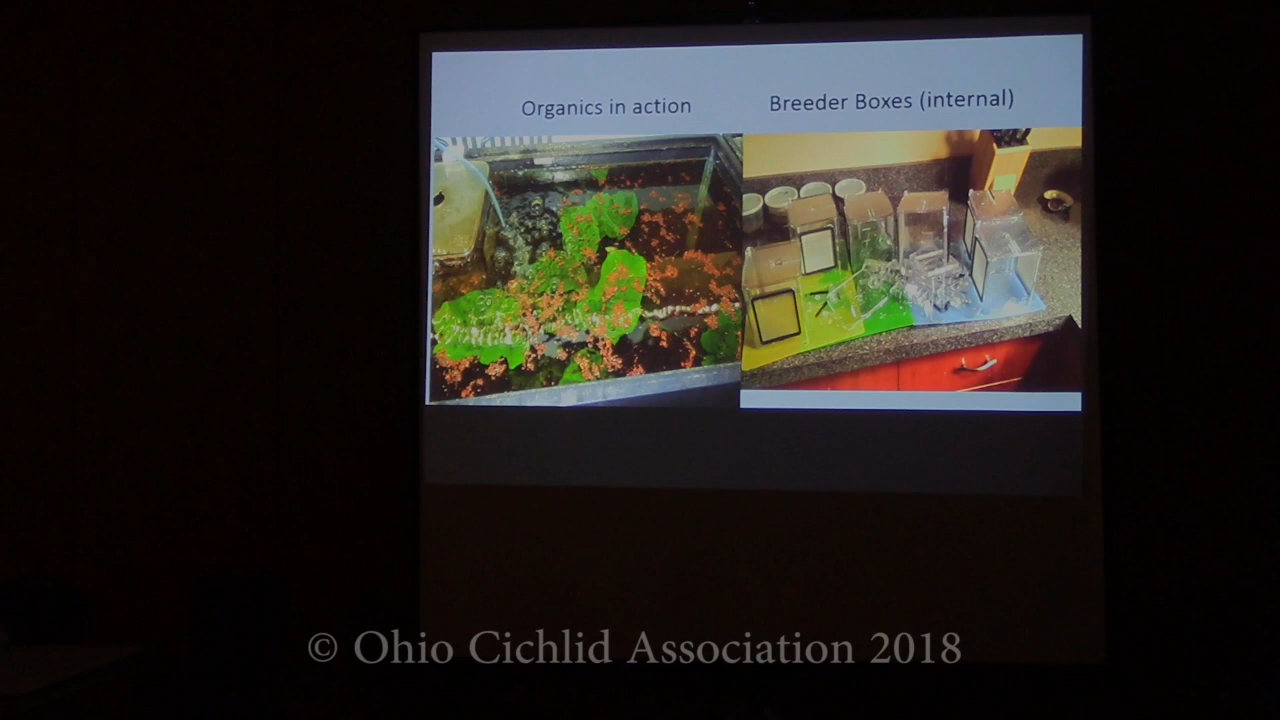 Organics in action
Breeder Boxes (internal)
© Ohio Cichlid Association 2018